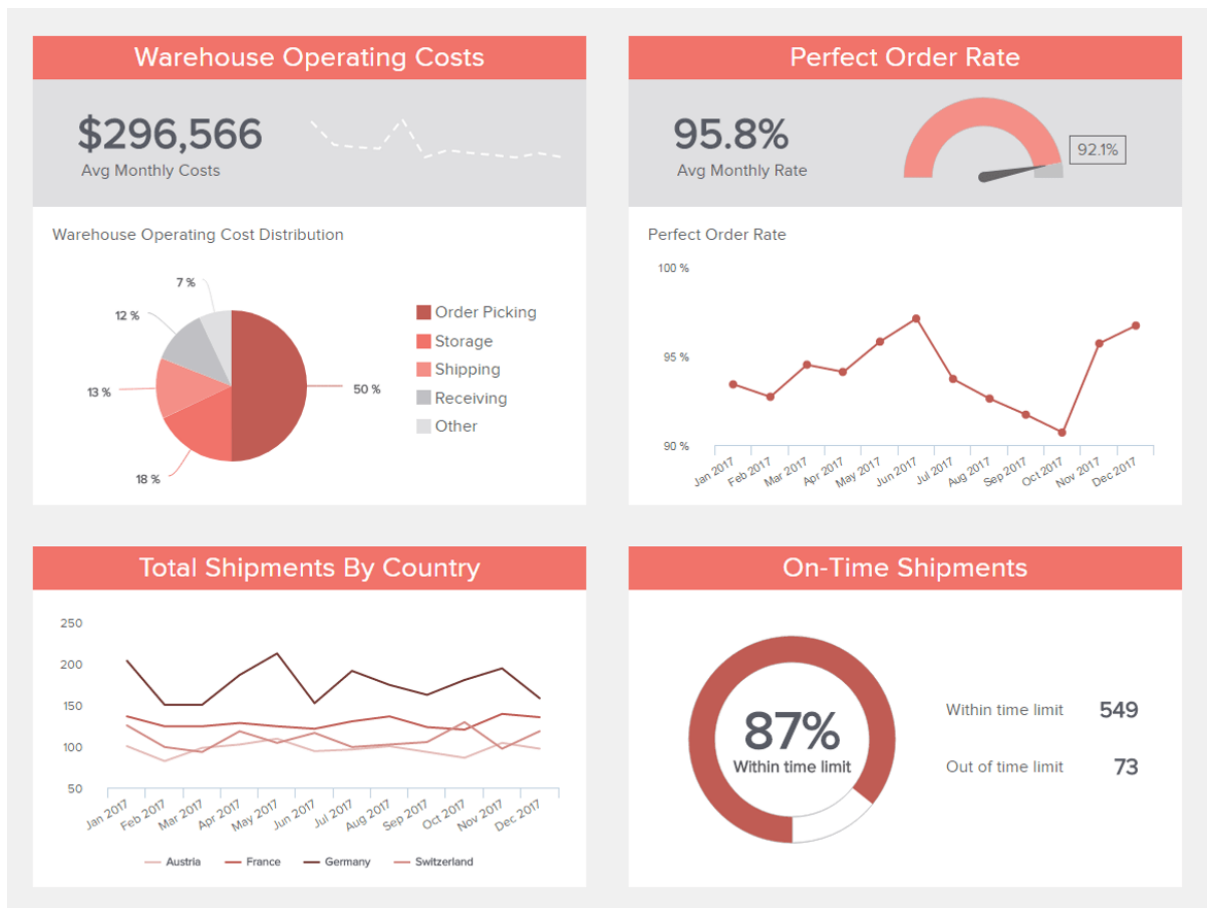 Warehouse Operating Costs
$296,566
Avg Monthly Costs
Warehouse Operating Cost Distribution
7 %
12 %
13 %
18 %
50 %
Order Picking
Storage
Shipping
Receiving
Other
Perfect Order Rate
95.8%
Avg Monthly Rate
92.1%
Perfect Order Rate
100 %
95 %
90 %
Jan 2017
Feb 2017
Mar 2017
Apr 2017
May 2017
Jun 2017
Jul 2017
Aug 2017
Sep 2017
Oct 2017
Nov 2017
Dec 2017
Total Shipments By Country
250
200
150
100
50
Jan 2017
Feb 2017
Mar 2017
Apr 2017
May 2017
Jun 2017
Jul 2017
Aug 2017
Sep 2017
Oct 2017
Nov 2017
Dec 2017
Austria
France
Germany
Switzerland
On-Time Shipments
87%
Within time limit
Within time limit 549
Out of time limit 73